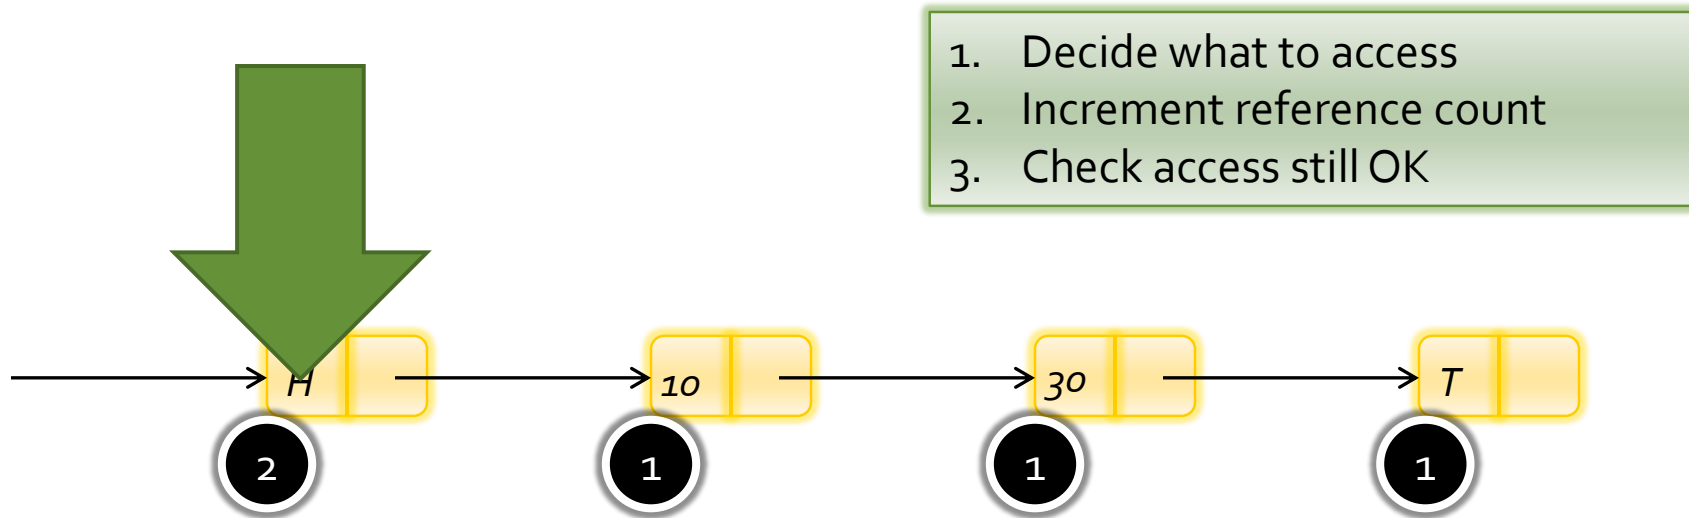 1. Decide what to access
2. Increment reference count
3. Check access still OK
H 10 30 T
2 1 1 1